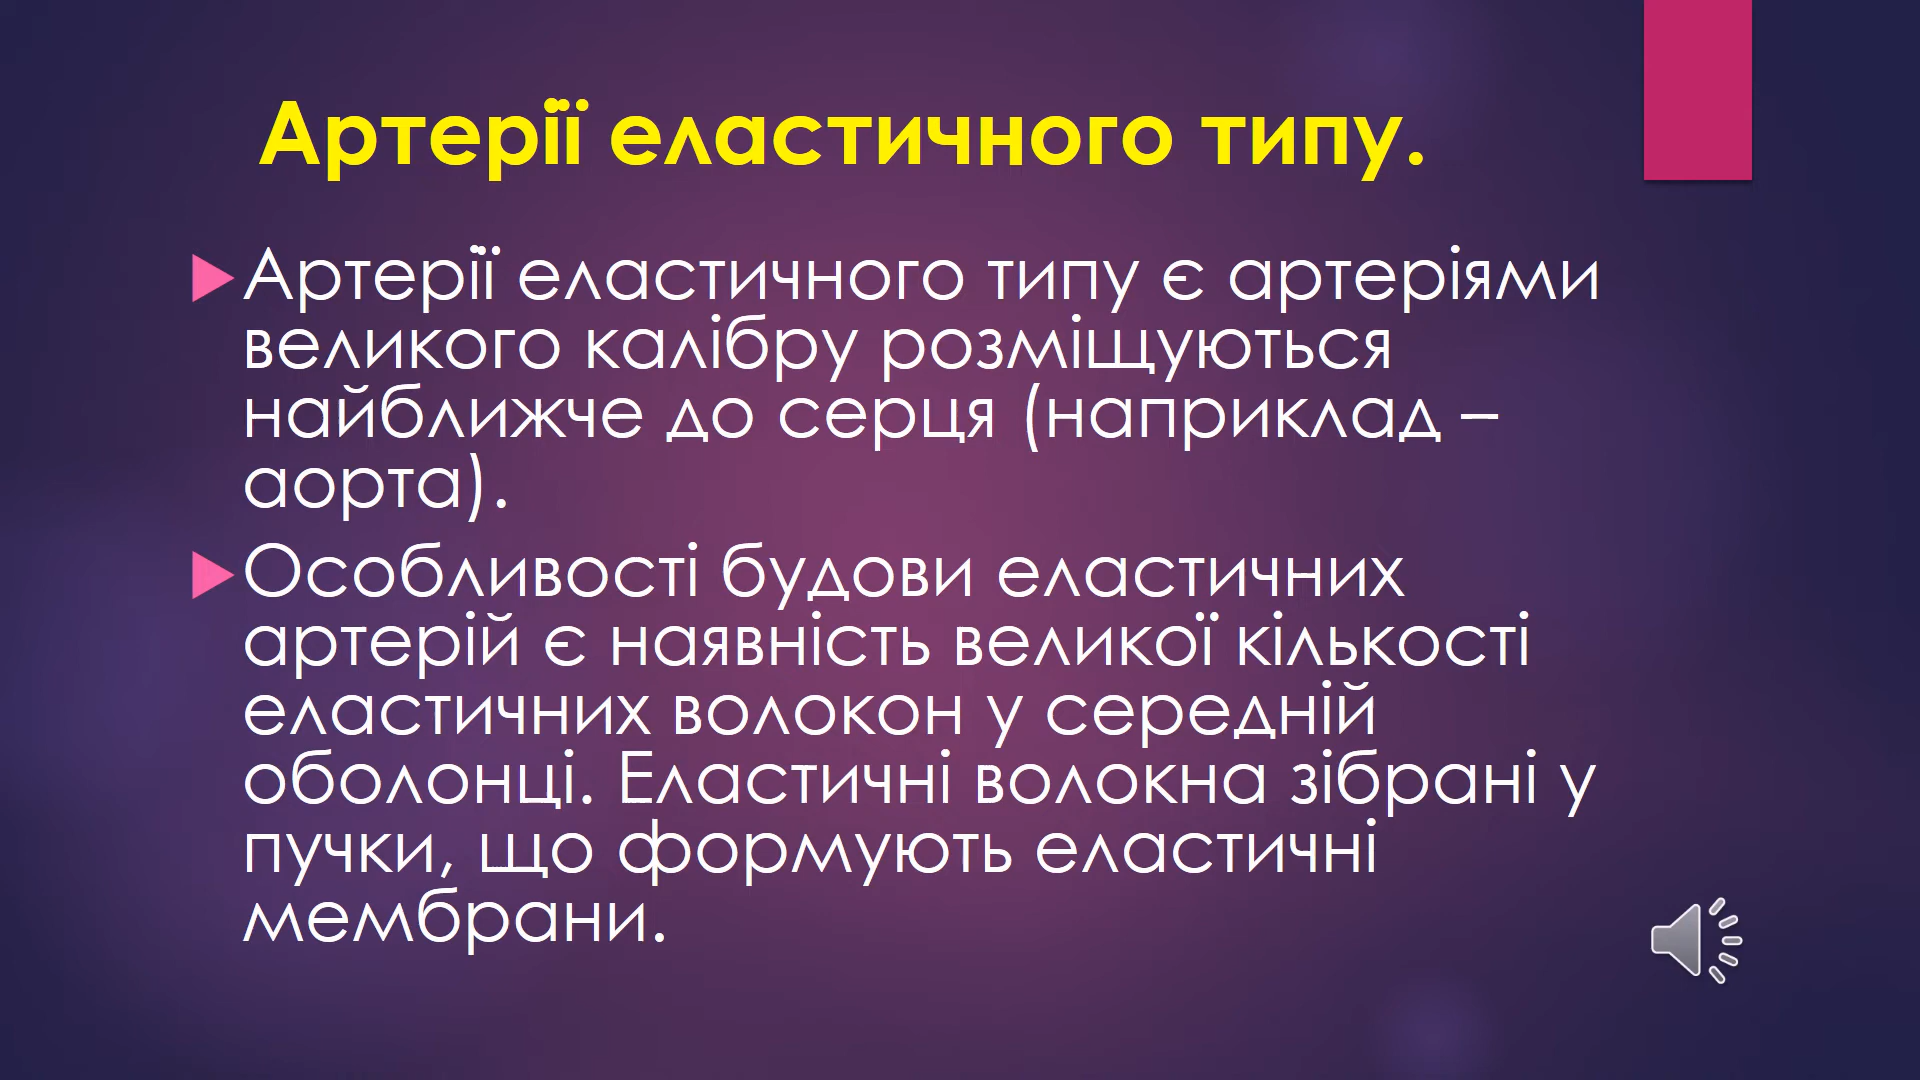 Артерії еластичного типу.
Артерії еластичного типу є артеріями
великого калібру розміщуються
найближче до серця (наприклад –
аорта).
Особливості будови еластичних
артерій є наявність великої кількості
еластичних волокон у середній
оболонці. Еластичні волокна зібрані у
пучки, що формують еластичні
мембрани.